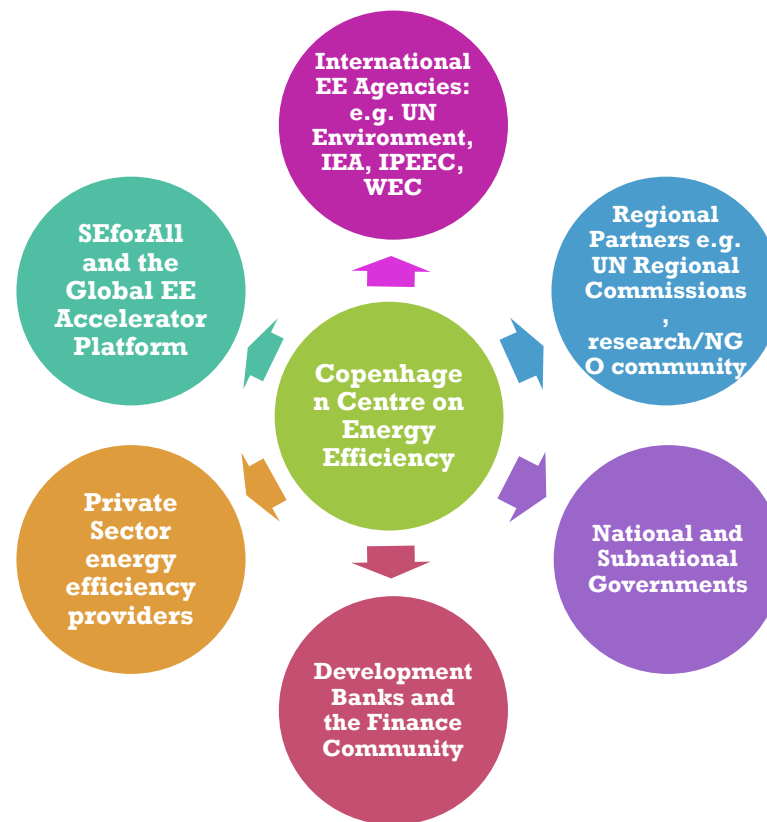 International
EE Agencies:
e.g. UN
Environment,
IEA, IPEEC,
WEC
SEforAll
and the
Global EE
Accelerator
Platform
Regional
Partners e.g.
UN Regional
Commissions
,
research/NG
O community
Copenhage
n Centre on
Energy
Efficiency
Private
Sector
energy
efficiency
providers
National and
Subnational
Governments
Development
Banks and
the Finance
Community